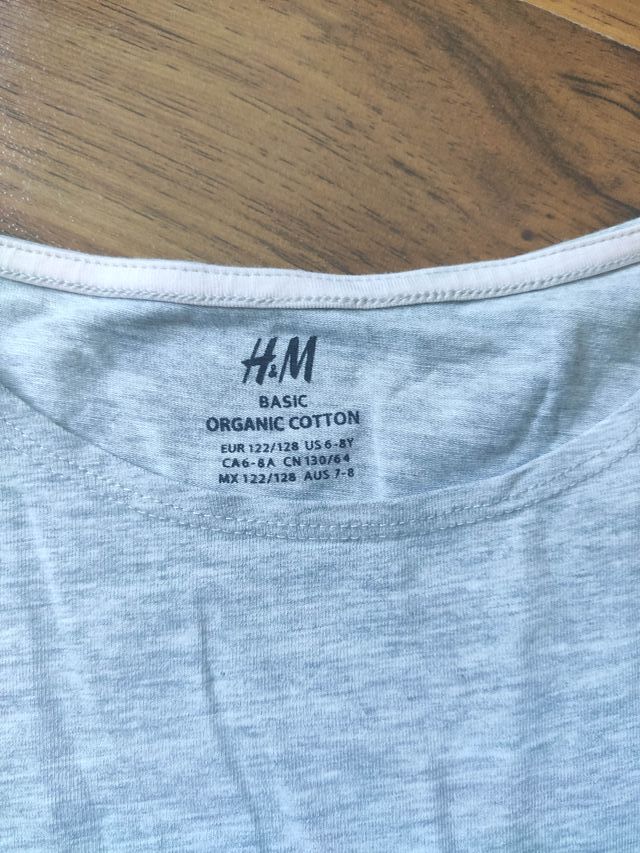 H&M
BASIC
ORGANIC COTTON
EUR 122/128 US 6-8Y
CA6-8A CN 130/64
MX 122/128 AUS 7-8